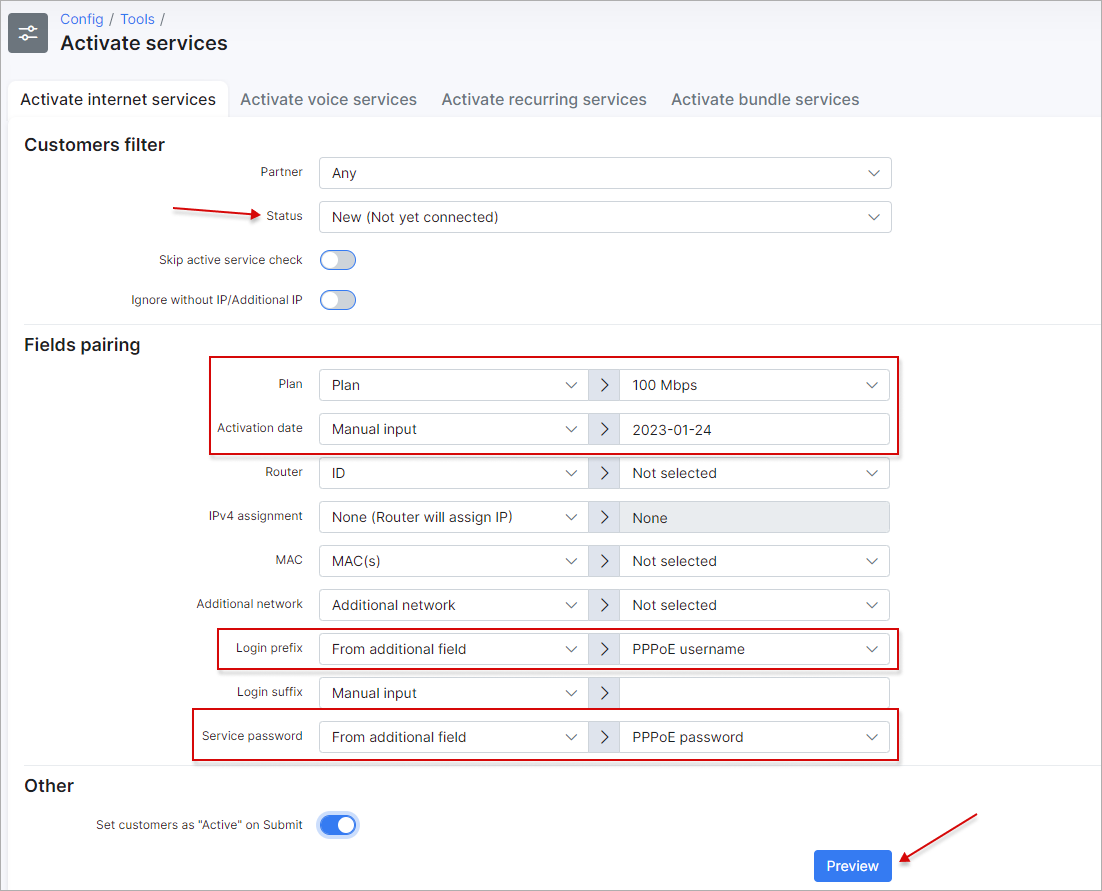 Config / Tools /
Activate services
Activate internet services Activate voice services Activate recurring services Activate bundle services
Customers filter
Partner Any
Status New (Not yet connected)
Skip active service check
Ignore without IP/Additional IP
Fields pairing
Plan Plan 100 Mbps
Activation date Manual input 2023-01-24
Router ID Not selected
IPv4 assignment None (Router will assign IP) None
MAC MAC(s) Not selected
Additional network Additional network Not selected
Login prefix From additional field PPPoE username
Login suffix Manual input
Service password From additional field PPPoE password
Other
Set customers as "Active" on Submit
Preview